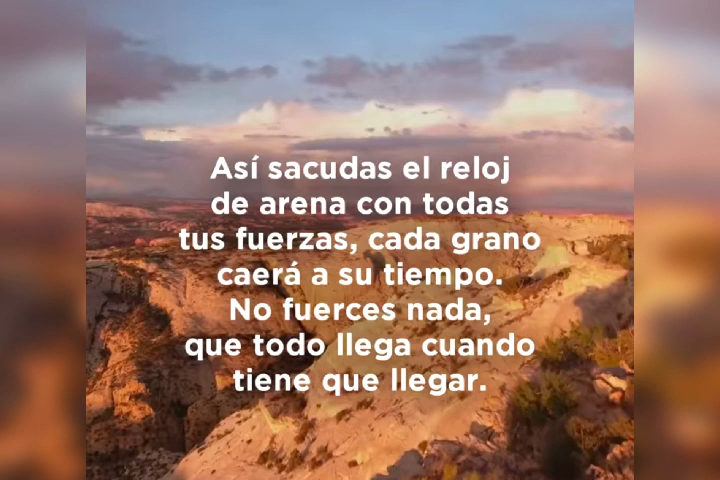 Así sacudas el reloj
de arena con todas
tus fuerzas, cada grano
caerá a su tiempo.
No fuerces nada,
que todo llega cuando
tiene que llegar.